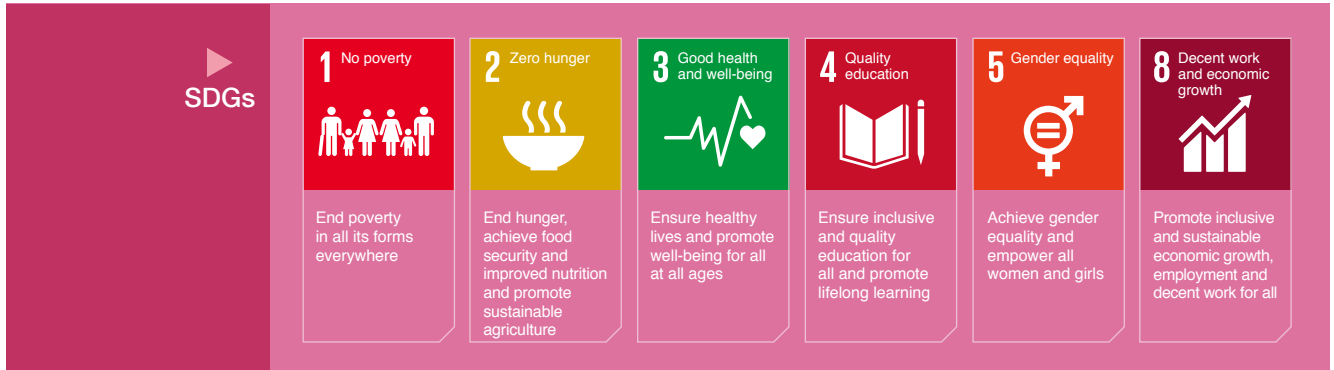 SDGs
1 No poverty
End poverty
in all its forms
everywhere
2 Zero hunger
End hunger,
achieve food
security and
improved nutrition
and promote
sustainable
agriculture
3 Good health
and well-being
Ensure healthy
lives and promote
well-being for all
at all ages
4 Quality
education
Ensure inclusive
and quality
education for
all and promote
lifelong learning
5 Gender equality
Achieve gender
equality and
empower all
women and girls
8 Decent work
and economic
growth
Promote inclusive
and sustainable
economic growth,
employment and
decent work for all